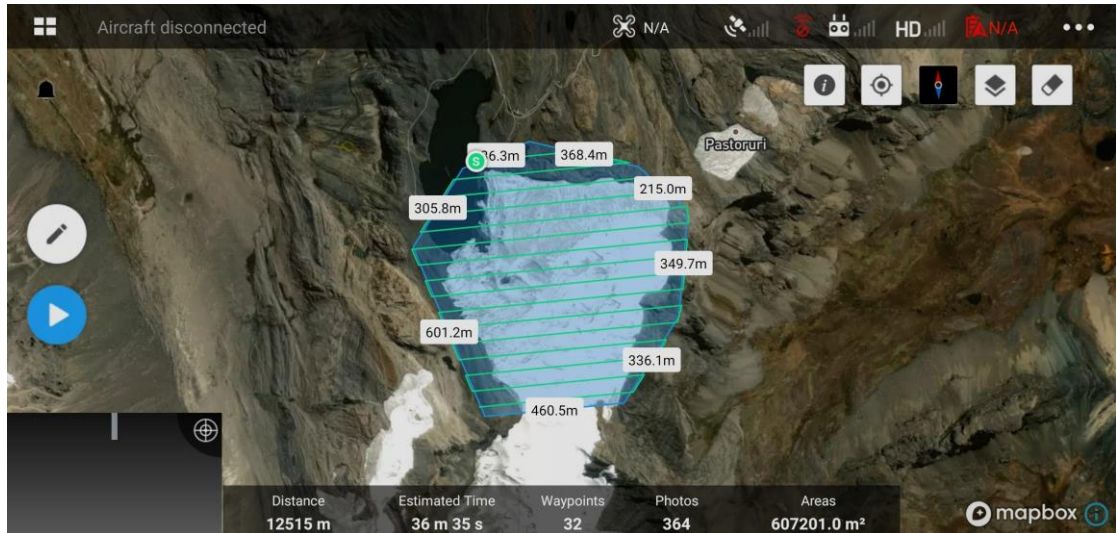 Aircraft disconnected
N/A
HD
N/A
Pastoruri
S
36.3m
368.4m
215.0m
305.8m
349.7m
601.2m
336.1m
460.5m
Distance
Estimated Time
Waypoints
Photos
Areas
12515 m
36 m 35 s
32
364
607201.0 m²
mapbox